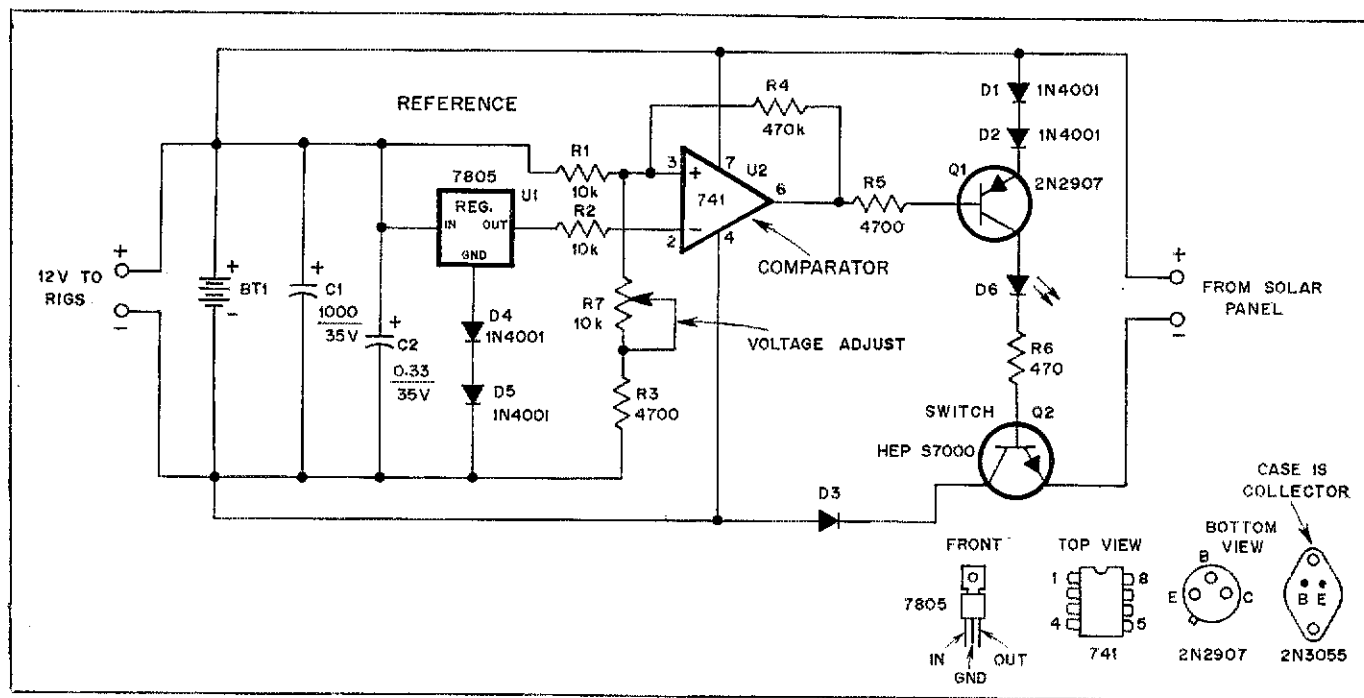 REFERENCE
R4
470k
D1 1N4001
D2 1N4001
7805
U1
REG.
IN OUT
GND
R1
10k
R2
10k
3 +
7
U2
741
6
2 -
4
COMPARATOR
R5
4700
Q1
2N2907
12V TO
RIGS
+
-
+
BT1
-
+
C1
1000
35V
+
C2
0.33
35V
D4
1N4001
D5
1N4001
R7
10k
VOLTAGE ADJUST
R3
4700
D6
R6
470
+
FROM SOLAR
PANEL
-
SWITCH Q2
HEP S7000
D3
CASE IS
COLLECTOR
FRONT
7805
IN OUT
GND
TOP VIEW
1 8
4 5
741
BOTTOM
VIEW
B
E C
2N2907
B E
2N3055